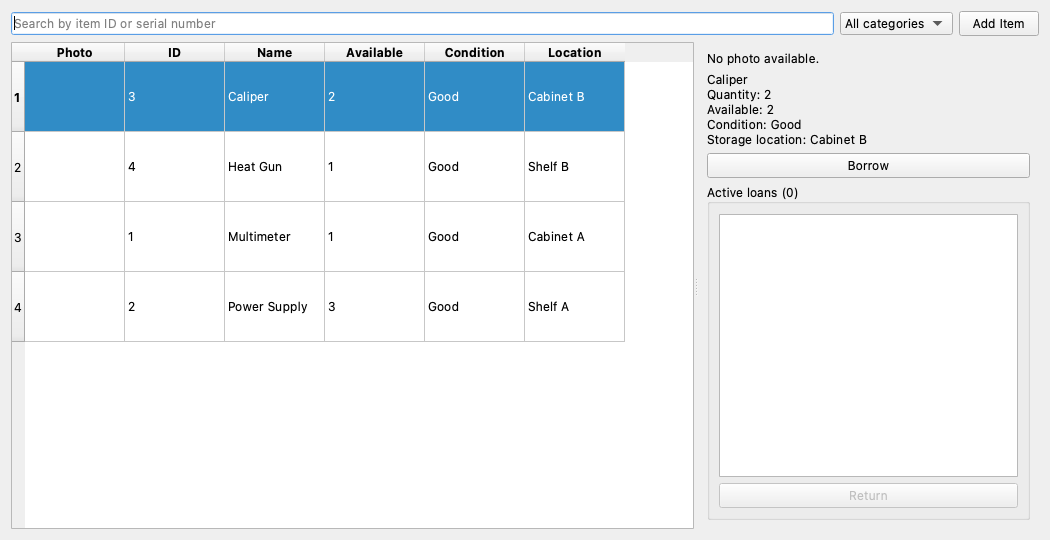 Search by item ID or serial number
All categories
Add Item
Photo ID Name Available Condition Location
1 3 Caliper 2 Good Cabinet B
2 4 Heat Gun 1 Good Shelf B
3 1 Multimeter 1 Good Cabinet A
4 2 Power Supply 3 Good Shelf A
No photo available.
Caliper
Quantity: 2
Available: 2
Condition: Good
Storage location: Cabinet B
Borrow
Active loans (0)
Return